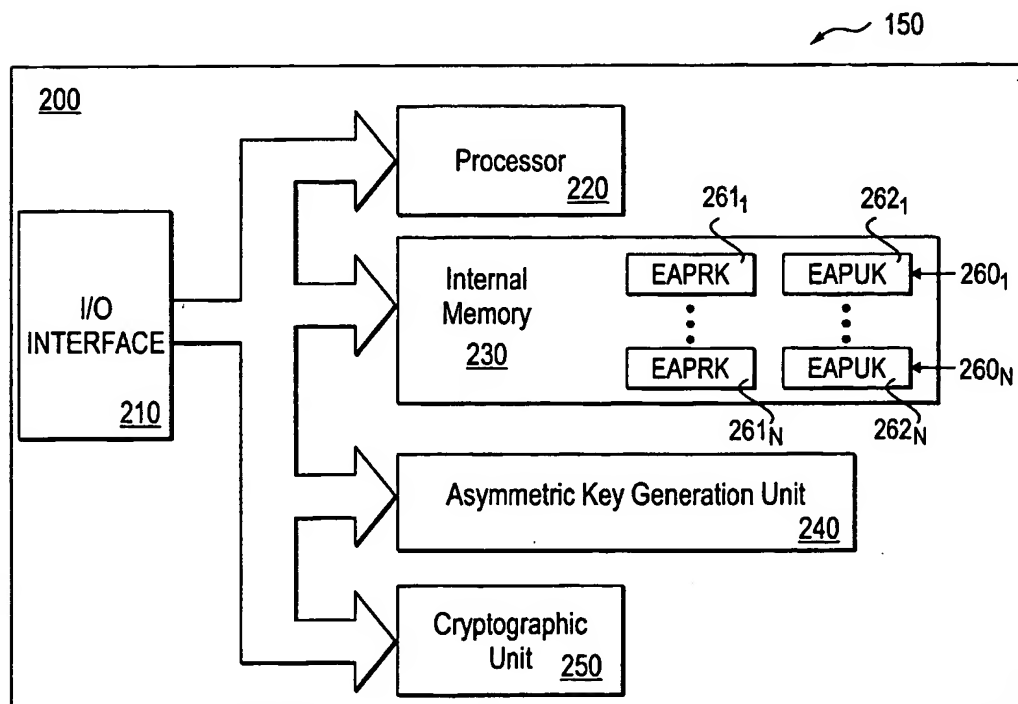 150
200
Processor
220
I/O
INTERFACE
210
Internal
Memory
230
261₁
262₁
EAPRK
EAPUK
260₁
EAPRK
EAPUK
260N
261N
262N
Asymmetric Key Generation Unit
240
Cryptographic
Unit
250